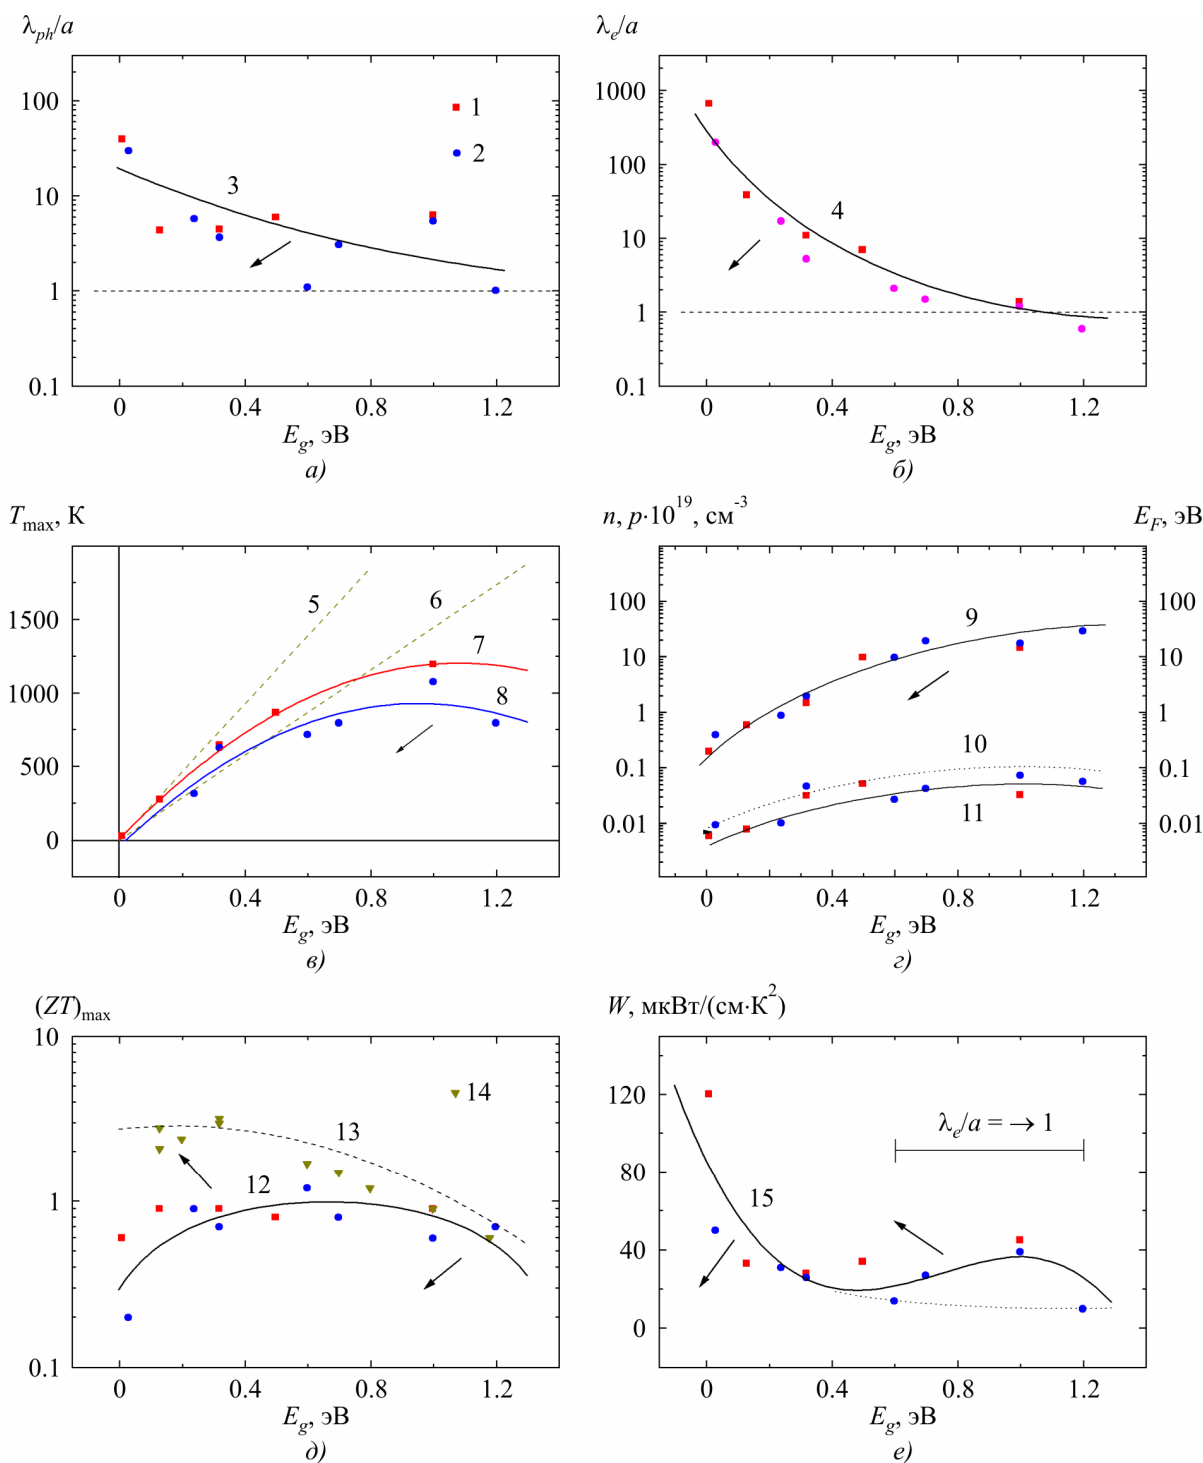 λph/a
100
10
1
0.1
1
2
3
0 0.4 0.8 1.2
Eg, эВ
а)
λe/a
1000
100
10
1
0.1
4
0 0.4 0.8 1.2
Eg, эВ
б)
Tmax, К
1500
1000
500
0
5
6
7
8
0 0.4 0.8 1.2
Eg, эВ
в)
n, p·10^19, см^-3
EF, эВ
100 100
10 10
1 1
0.1 0.1
0.01 0.01
9
10
11
0 0.4 0.8 1.2
Eg, эВ
г)
(ZT)max
10
1
0.1
14
13
12
0 0.4 0.8 1.2
Eg, эВ
д)
W, мкВт/(см·К^2)
120
80
40
0
λe/a = → 1
15
0 0.4 0.8 1.2
Eg, эВ
е)